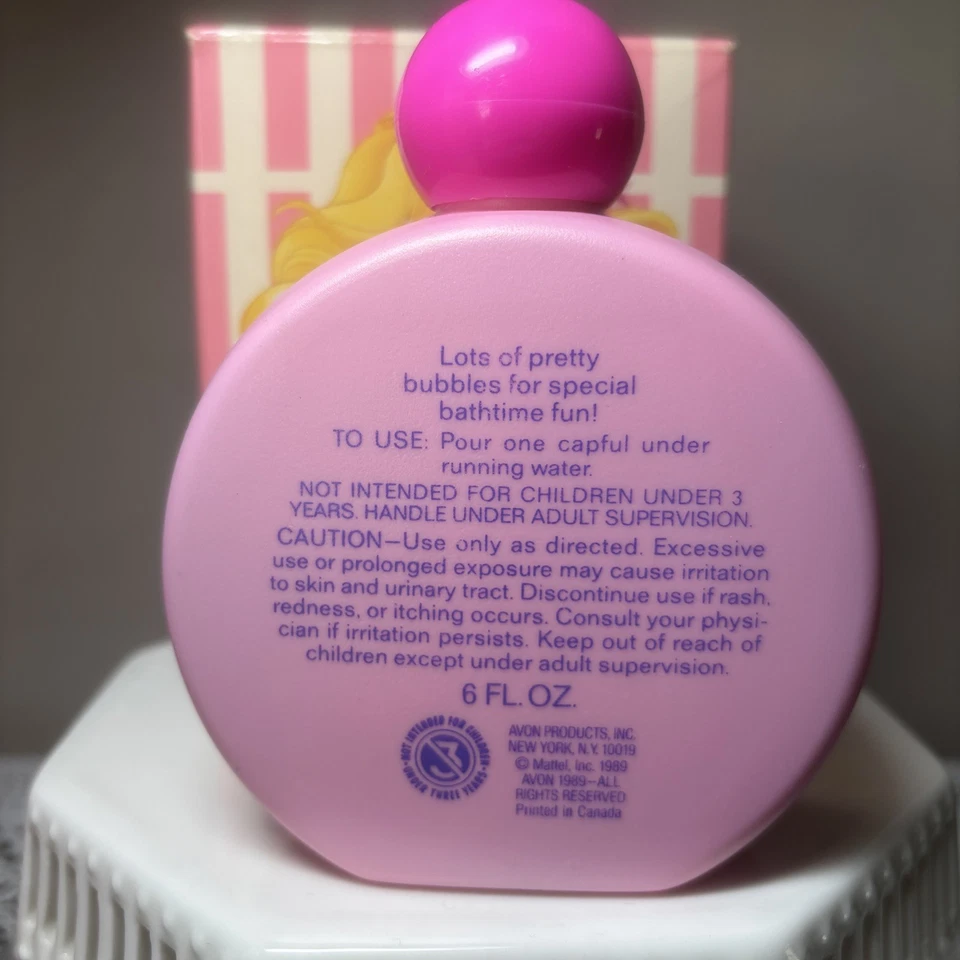 Lots of pretty
bubbles for special
bathtime fun!
TO USE: Pour one capful under
running water.
NOT INTENDED FOR CHILDREN UNDER 3
YEARS. HANDLE UNDER ADULT SUPERVISION.
CAUTION—Use only as directed. Excessive
use or prolonged exposure may cause irritation
to skin and urinary tract. Discontinue use if rash,
redness, or itching occurs. Consult your physi-
cian if irritation persists. Keep out of reach of
children except under adult supervision.
6 FL. OZ.
NOT INTENDED FOR CHILDREN
UNDER THREE YEARS
3
AVON PRODUCTS, INC.
NEW YORK, N.Y. 10019
© Mattel, Inc. 1989
AVON 1989—ALL
RIGHTS RESERVED
Printed in Canada